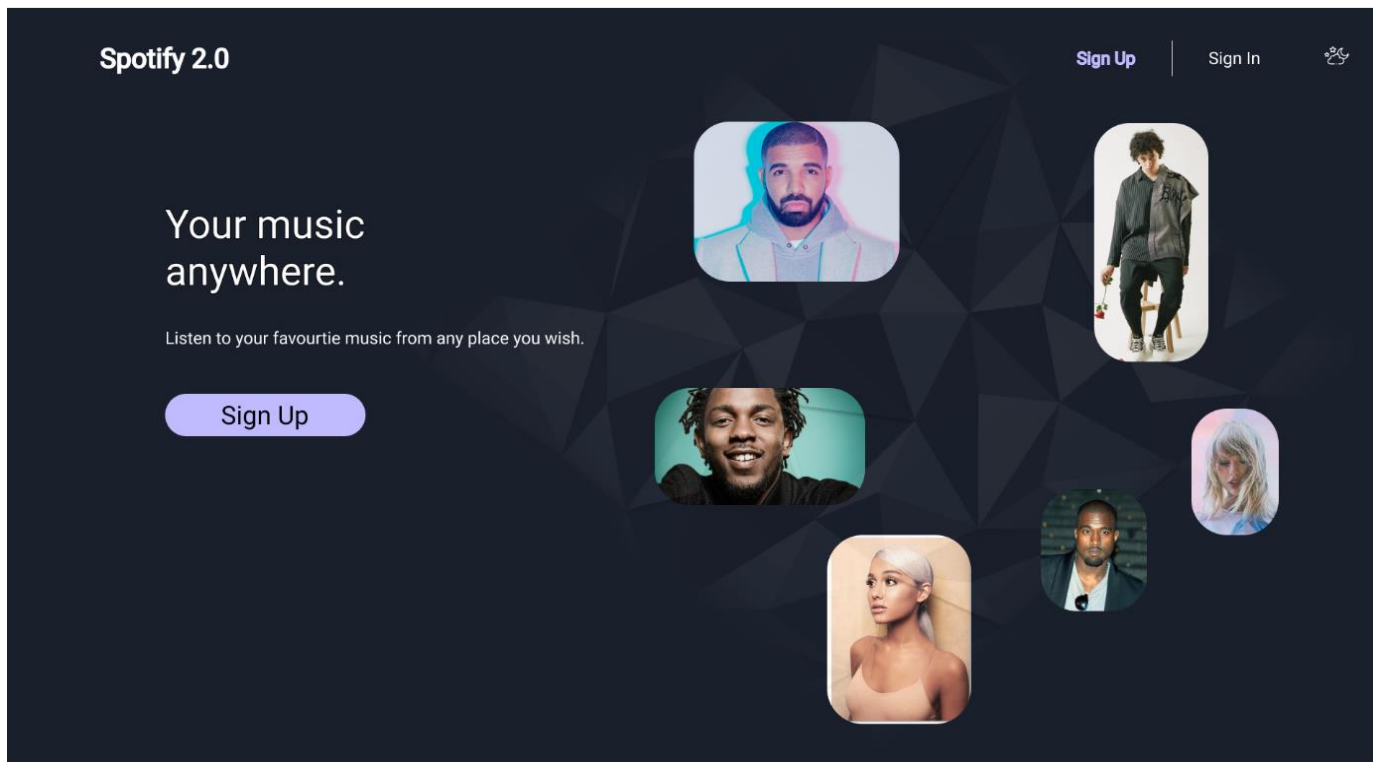 Spotify 2.0
Sign Up
Sign In
Your music
anywhere.
Listen to your favourtie music from any place you wish.
Sign Up